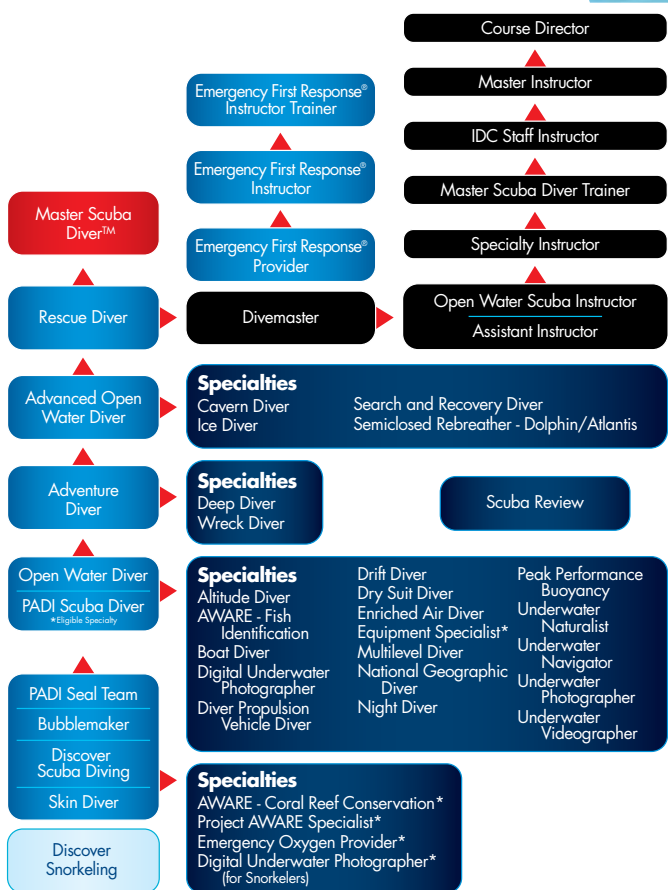 Course Director
Master Instructor
IDC Staff Instructor
Master Scuba Diver Trainer
Specialty Instructor
Open Water Scuba Instructor
Assistant Instructor
Emergency First Response®
Instructor Trainer
Emergency First Response®
Instructor
Emergency First Response®
Provider
Master Scuba
Diver™
Rescue Diver
Divemaster
Advanced Open
Water Diver
Specialties
Cavern Diver
Ice Diver
Search and Recovery Diver
Semiclosed Rebreather - Dolphin/Atlantis
Adventure
Diver
Specialties
Deep Diver
Wreck Diver
Scuba Review
Open Water Diver
PADI Scuba Diver
*Eligible Specialty
Specialties
Altitude Diver
AWARE - Fish
Identification
Boat Diver
Digital Underwater
Photographer
Diver Propulsion
Vehicle Diver
Drift Diver
Dry Suit Diver
Enriched Air Diver
Equipment Specialist*
Multilevel Diver
National Geographic
Diver
Night Diver
Peak Performance
Buoyancy
Underwater
Naturalist
Underwater
Navigator
Underwater
Photographer
Underwater
Videographer
PADI Seal Team
Bubblemaker
Discover
Scuba Diving
Skin Diver
Specialties
AWARE - Coral Reef Conservation*
Project AWARE Specialist*
Emergency Oxygen Provider*
Digital Underwater Photographer*
(for Snorkelers)
Discover
Snorkeling